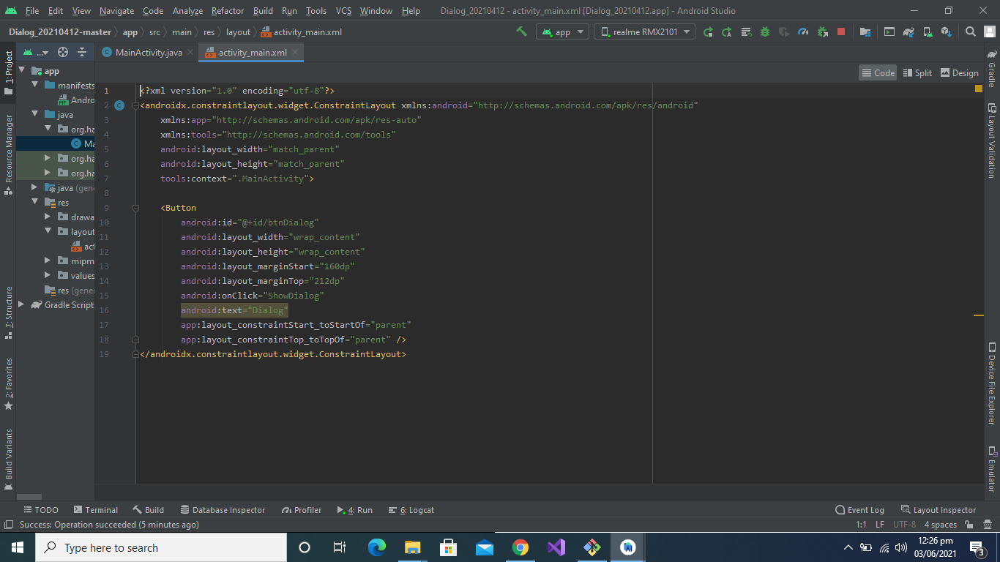 File Edit View Navigate Code Analyze Refactor Build Run Tools VCS Window Help Dialog_20210412 - activity_main.xml [Dialog_20210412.app] - Android Studio
Dialog_20210412-master app src main res layout activity_main.xml app realme RMX2101
... MainActivity.java activity_main.xml
Code Split Design
1: Project
Resource Manager
7: Structure
2: Favorites
Build Variants
app
manifests
Andro
java
org.ha
Ma
org.ha
org.ha
java (gene
res
drawa
layout
act
mipm
values
res (gener
Gradle Script
1 <?xml version="1.0" encoding="utf-8"?>
2 <androidx.constraintlayout.widget.ConstraintLayout xmlns:android="http://schemas.android.com/apk/res/android"
3 xmlns:app="http://schemas.android.com/apk/res-auto"
4 xmlns:tools="http://schemas.android.com/tools"
5 android:layout_width="match_parent"
6 android:layout_height="match_parent"
7 tools:context=".MainActivity">
8
9 <Button
10 android:id="@+id/btnDialog"
11 android:layout_width="wrap_content"
12 android:layout_height="wrap_content"
13 android:layout_marginStart="160dp"
14 android:layout_marginTop="212dp"
15 android:onClick="ShowDialog"
16 android:text="Dialog"
17 app:layout_constraintStart_toStartOf="parent"
18 app:layout_constraintTop_toTopOf="parent" />
19 </androidx.constraintlayout.widget.ConstraintLayout>
Gradle
Layout Validation
Device File Explorer
Emulator
TODO Terminal Build Database Inspector Profiler 4: Run 6: Logcat Event Log Layout Inspector
Success: Operation succeeded (5 minutes ago) 1:1 LF UTF-8 4 spaces
Type here to search 12:26 pm
03/06/2021 3